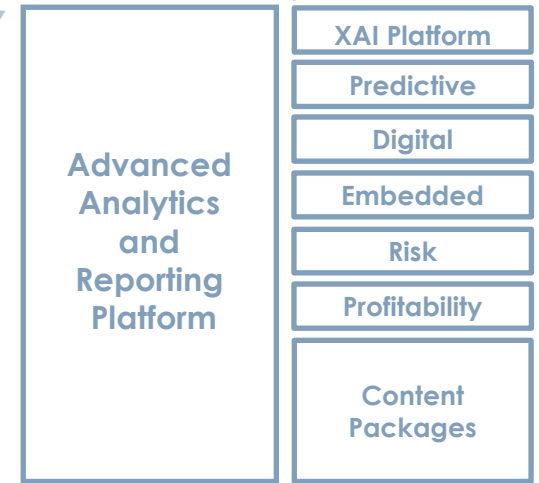 Advanced
Analytics
and
Reporting
Platform
XAI Platform
Predictive
Digital
Embedded
Risk
Profitability
Content
Packages